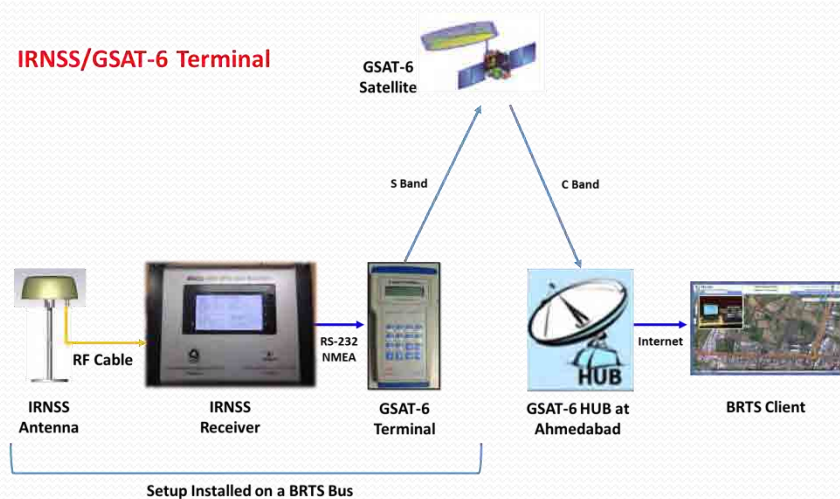 IRNSS/GSAT-6 Terminal
GSAT-6
Satellite
S Band
C Band
RF Cable
RS-232
NMEA
HUB
Internet
IRNSS
Antenna
IRNSS
Receiver
GSAT-6
Terminal
GSAT-6 HUB at
Ahmedabad
BRTS Client
Setup Installed on a BRTS Bus